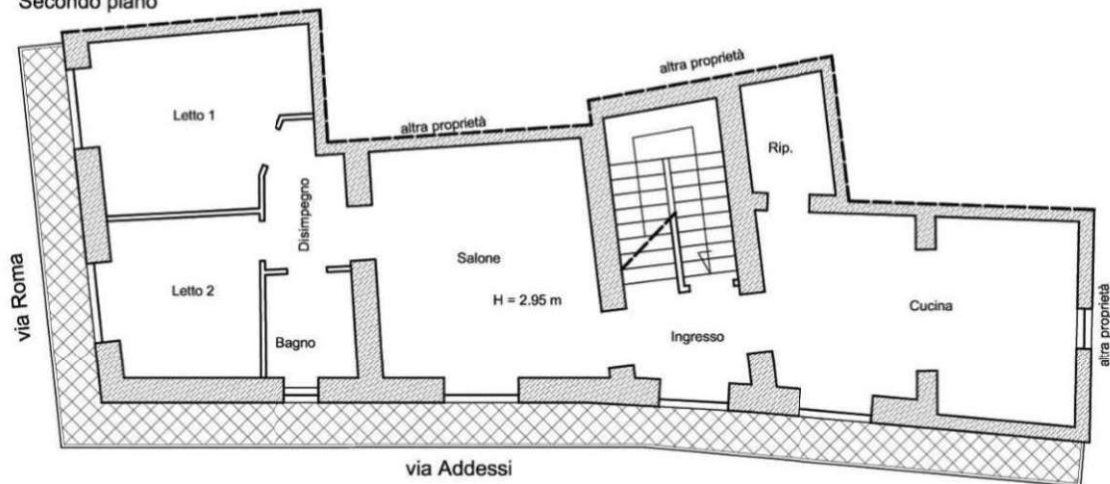 Secondo piano
altra proprietà
altra proprietà
Letto 1
Rip.
Disimpegno
Salone
Letto 2
H = 2.95 m
Cucina
via Roma
Ingresso
Bagno
altra proprietà
via Addessi